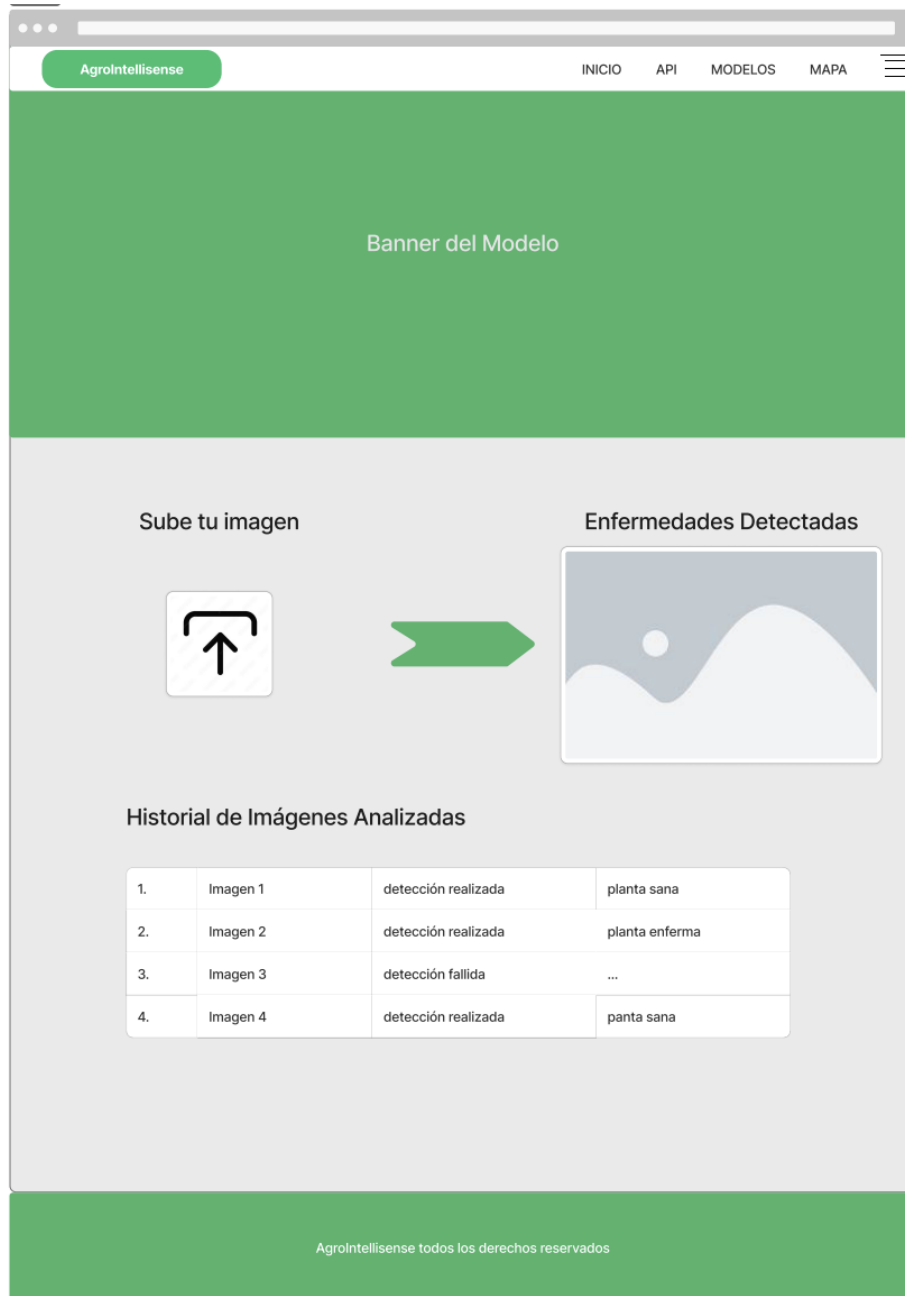 AgroIntellisense INICIO API MODELOS MAPA
Banner del Modelo
Sube tu imagen
Enfermedades Detectadas
Historial de Imágenes Analizadas
1. Imagen 1 detección realizada planta sana
2. Imagen 2 detección realizada planta enferma
3. Imagen 3 detección fallida ...
4. Imagen 4 detección realizada panta sana
AgroIntellisense todos los derechos reservados